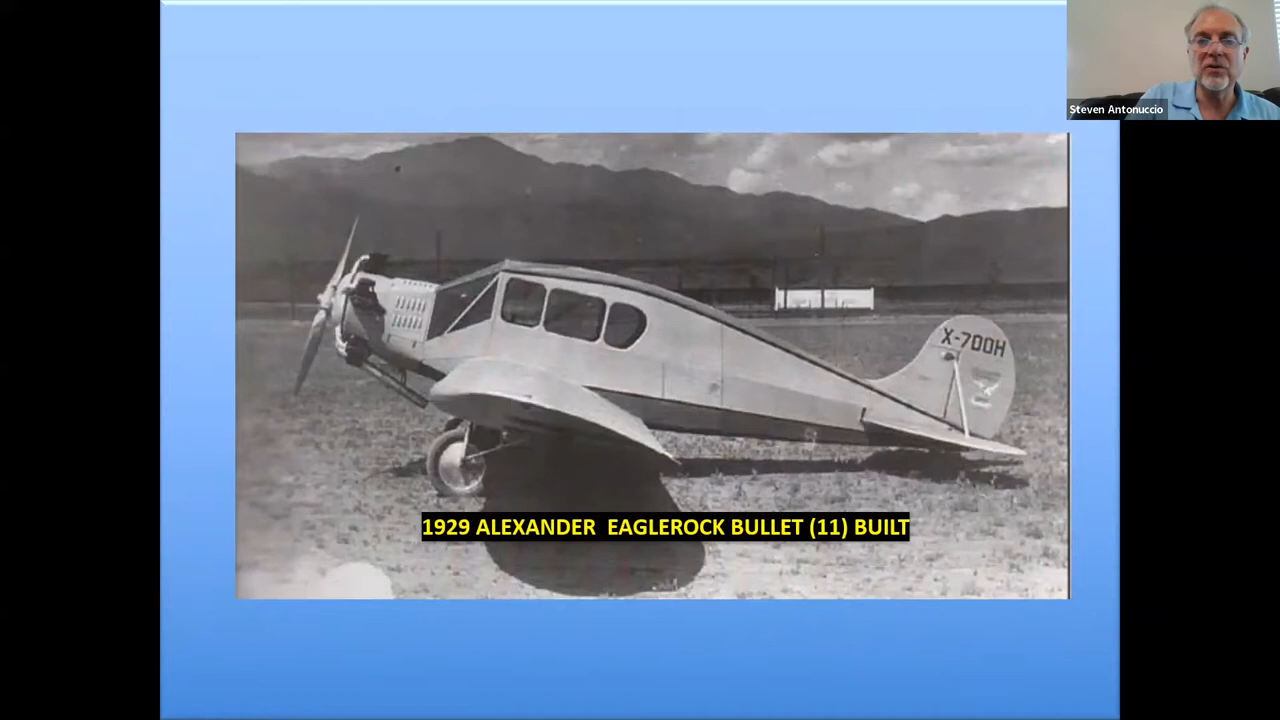 Steven Antonuccio
X-700H
1929 ALEXANDER  EAGLEROCK BULLET (11) BUILT